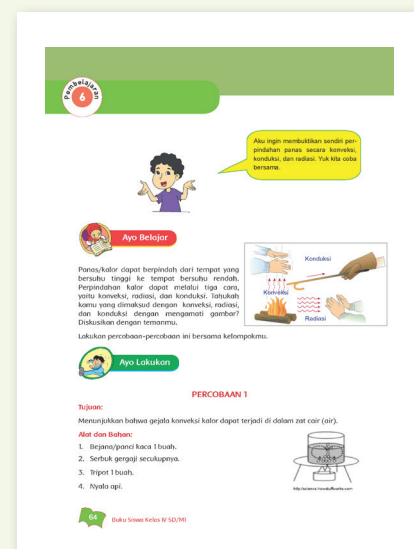 Pembelajaran
6
Aku ingin membuktikan sendiri per-
pindahan panas secara konveksi,
konduksi, dan radiasi. Yuk kita coba
bersama.
Ayo Belajar
Panas/kalor dapat berpindah dari tempat yang
bersuhu tinggi ke tempat bersuhu rendah.
Perpindahan kalor dapat melalui tiga cara,
yaitu konveksi, radiasi, dan konduksi. Tahukah
kamu yang dimaksud dengan konveksi, radiasi,
dan konduksi dengan mengamati gambar?
Diskusikan dengan temanmu.
Konduksi
Konveksi
Radiasi
Lakukan percobaan-percobaan ini bersama kelompokmu.
Ayo Lakukan
PERCOBAAN 1
Tujuan:
Menunjukkan bahwa gejala konveksi kalor dapat terjadi di dalam zat cair (air).
Alat dan Bahan:
1. Bejana/panci kaca 1 buah.
2. Serbuk gergaji secukupnya.
3. Tripot 1 buah.
4. Nyala api.
http://science.howstuffworks.com
64
Buku Siswa Kelas IV SD/MI